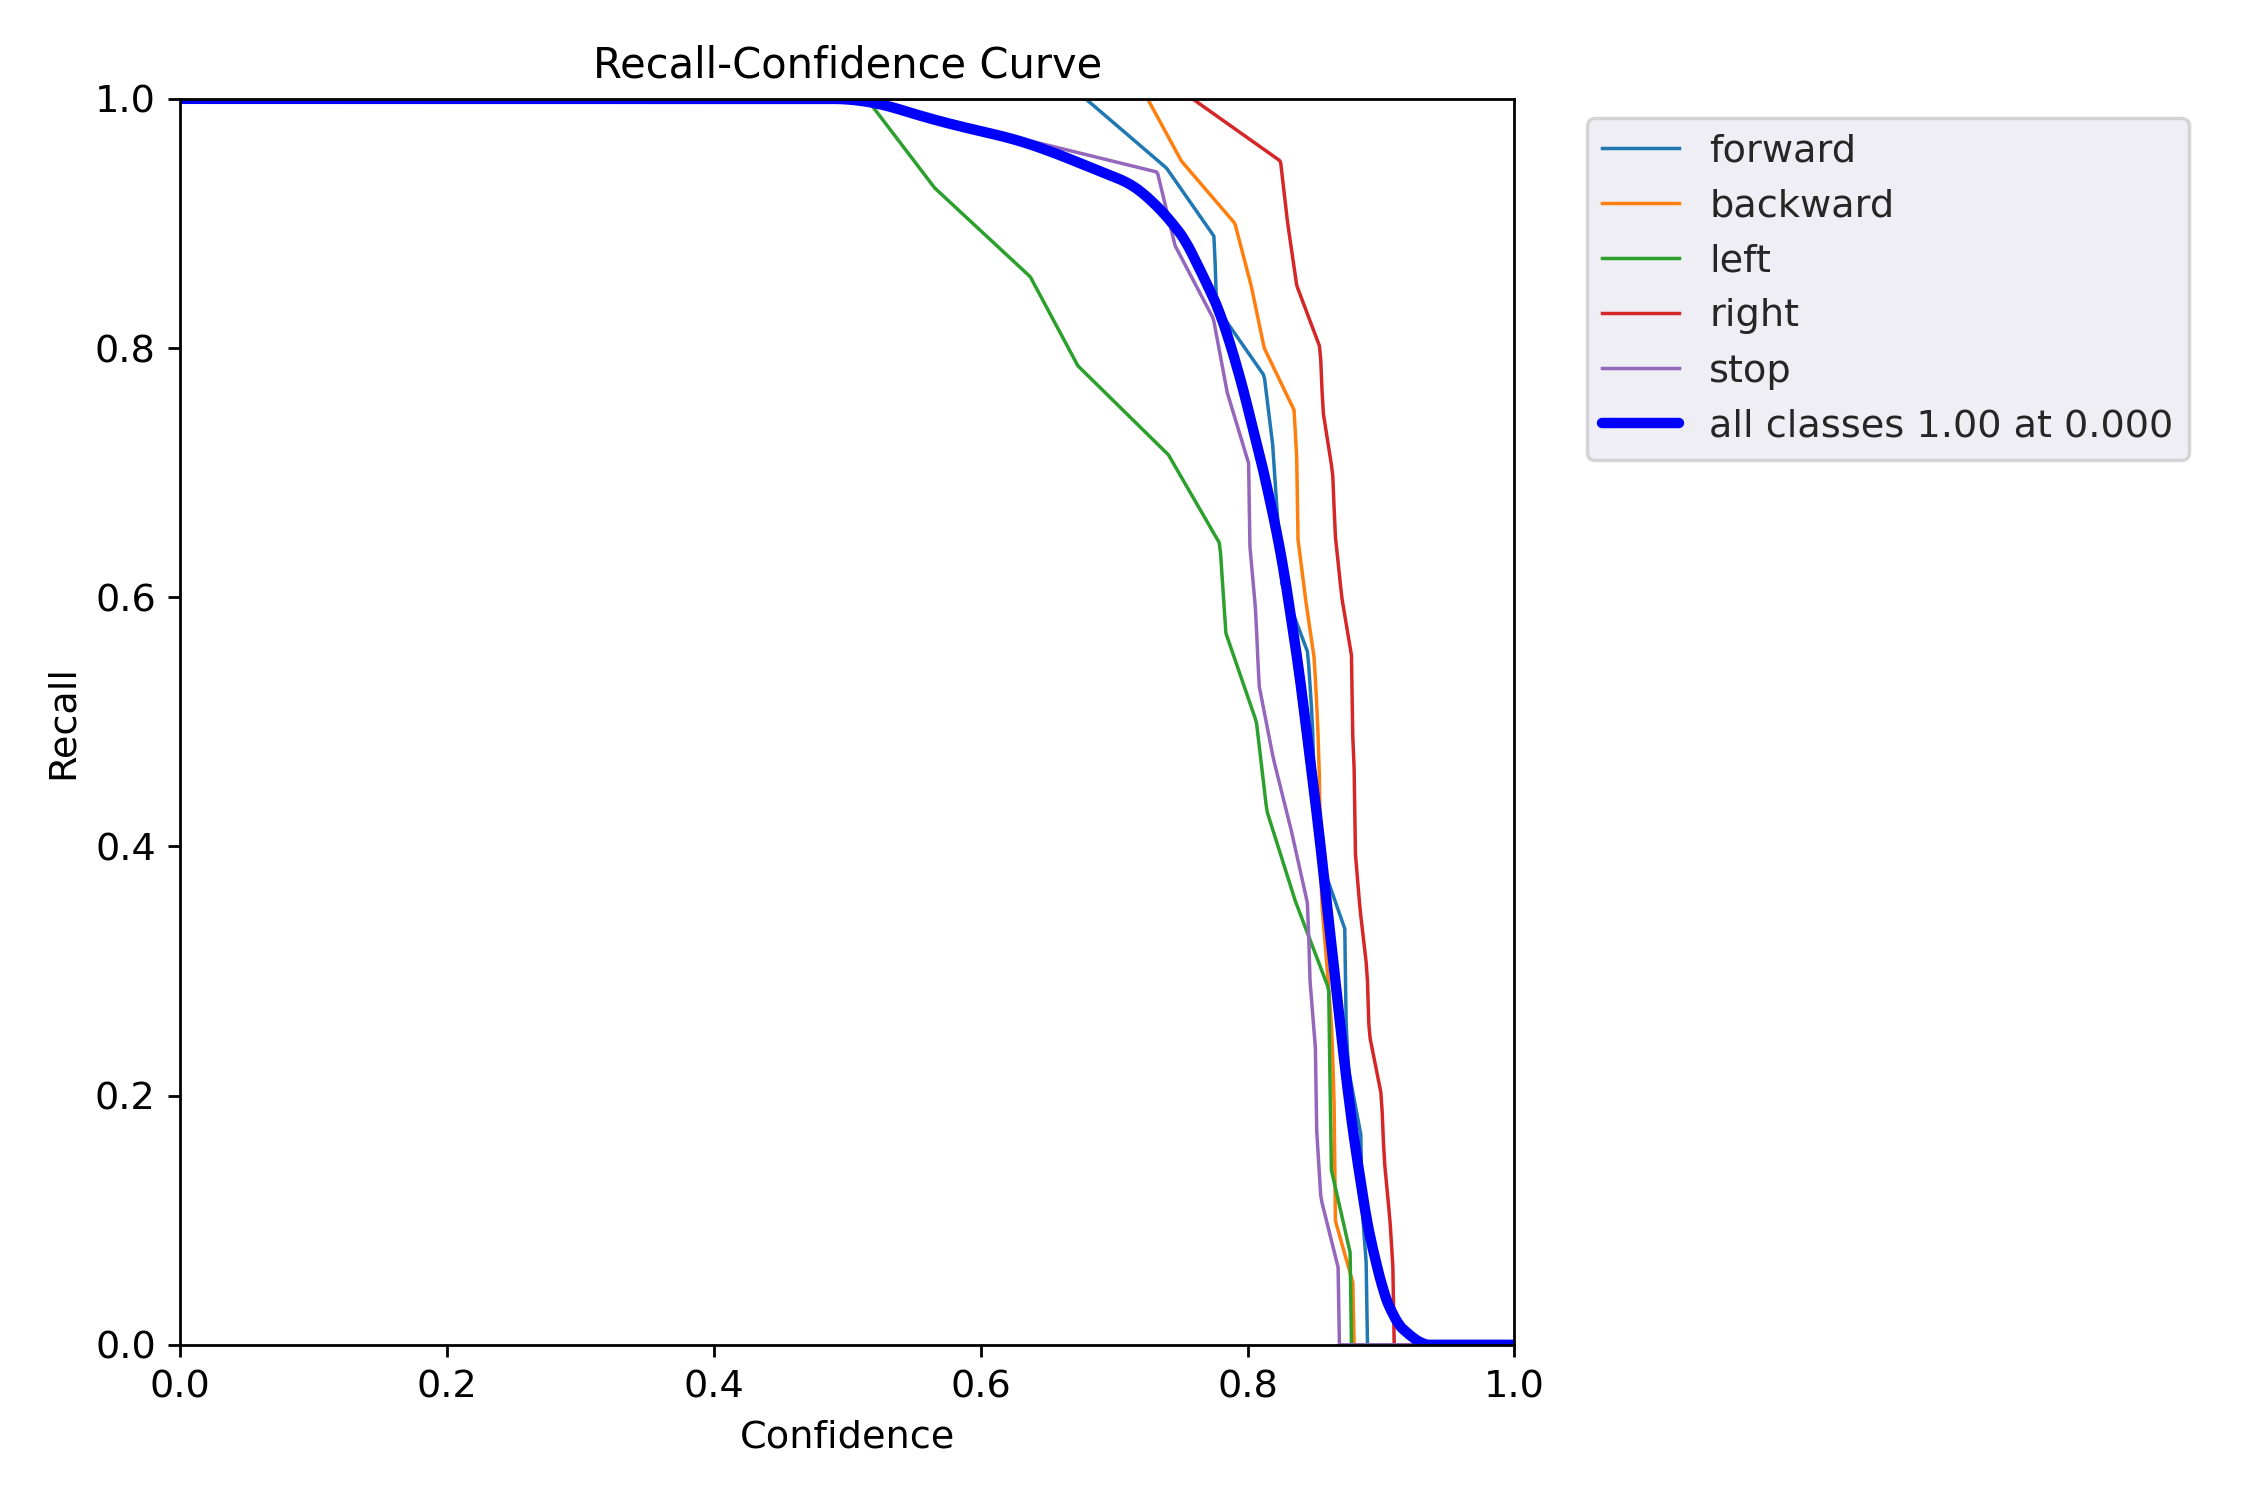 Recall-Confidence Curve
1.0
0.8
0.6
0.4
0.2
0.0
Recall
0.0 0.2 0.4 0.6 0.8 1.0
Confidence
forward
backward
left
right
stop
all classes 1.00 at 0.000